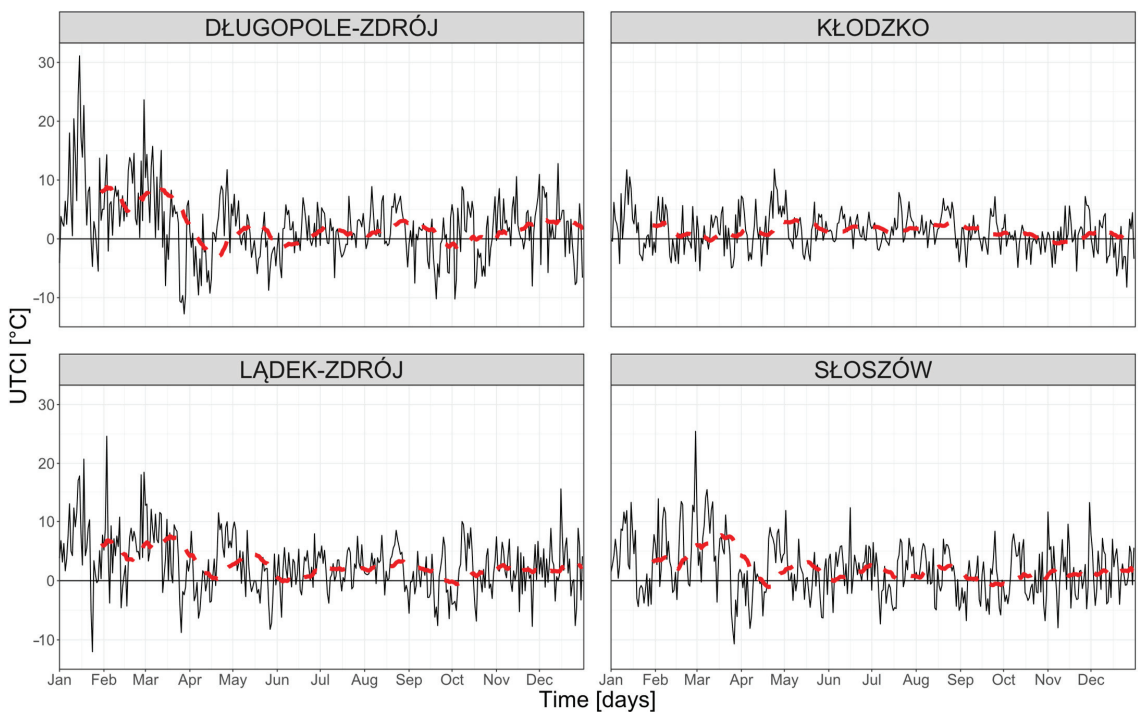 DŁUGOPOLE-ZDRÓJ
KŁODZKO
30
20
10
0
−10
UTCI [°C]
LĄDEK-ZDRÓJ
SŁOSZÓW
30
20
10
0
−10
Jan Feb Mar Apr May Jun Jul Aug Sep Oct Nov Dec
Jan Feb Mar Apr May Jun Jul Aug Sep Oct Nov Dec
Time [days]